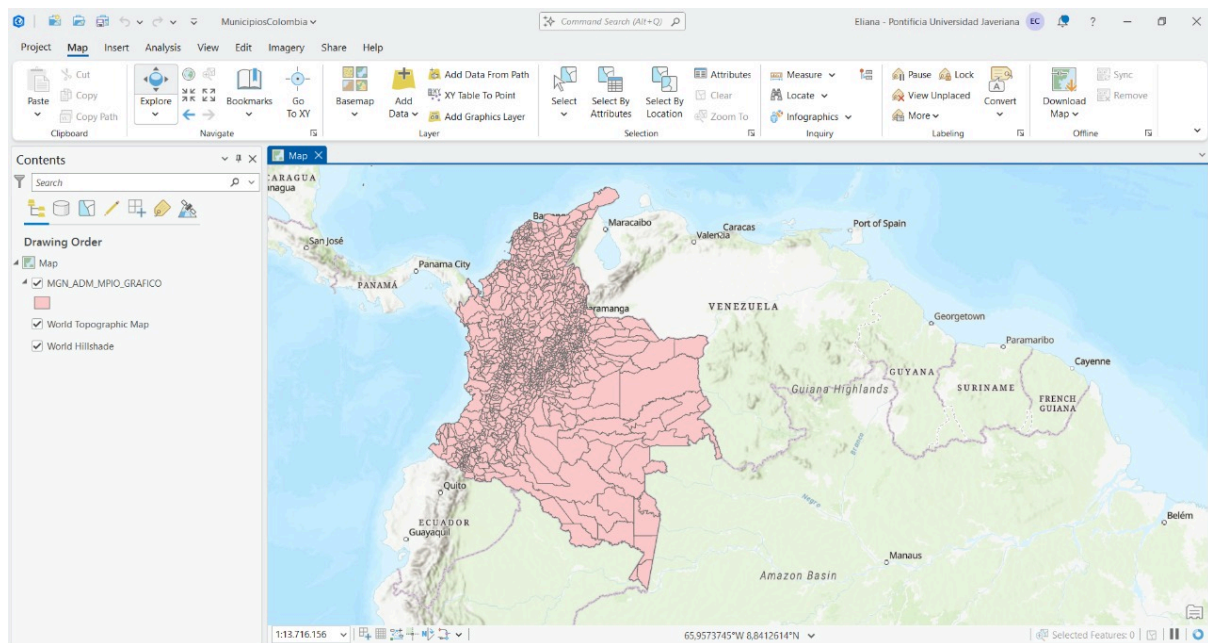 MunicipiosColombia
Command Search (Alt+Q)
Eliana - Pontificia Universidad Javeriana
EC
?
Project Map Insert Analysis View Edit Imagery Share Help
Paste
Cut
Copy
Copy Path
Clipboard
Explore
Bookmarks
Go To XY
Navigate
Basemap
Add Data
Add Data From Path
XY Table To Point
Add Graphics Layer
Layer
Select
Select By Attributes
Select By Location
Attributes
Clear
Zoom To
Selection
Measure
Locate
Infographics
Inquiry
Pause
Lock
View Unplaced
More
Convert
Labeling
Download Map
Sync
Remove
Offline
Contents
Search
Drawing Order
Map
MGN_ADM_MPIO_GRAFICO
World Topographic Map
World Hillshade
Map
San José
PANAMÁ
Panama City
Maracaibo
Valencia
Caracas
Port of Spain
VENEZUELA
Georgetown
Paramaribo
Cayenne
GUYANA
SURINAME
FRENCH GUIANA
Guiana Highlands
Branco
Negro
Quito
ECUADOR
Guayaquil
Manaus
Belém
Amazon Basin
1:13.716.156
65,9573745°W 8,8412614°N
Selected Features: 0